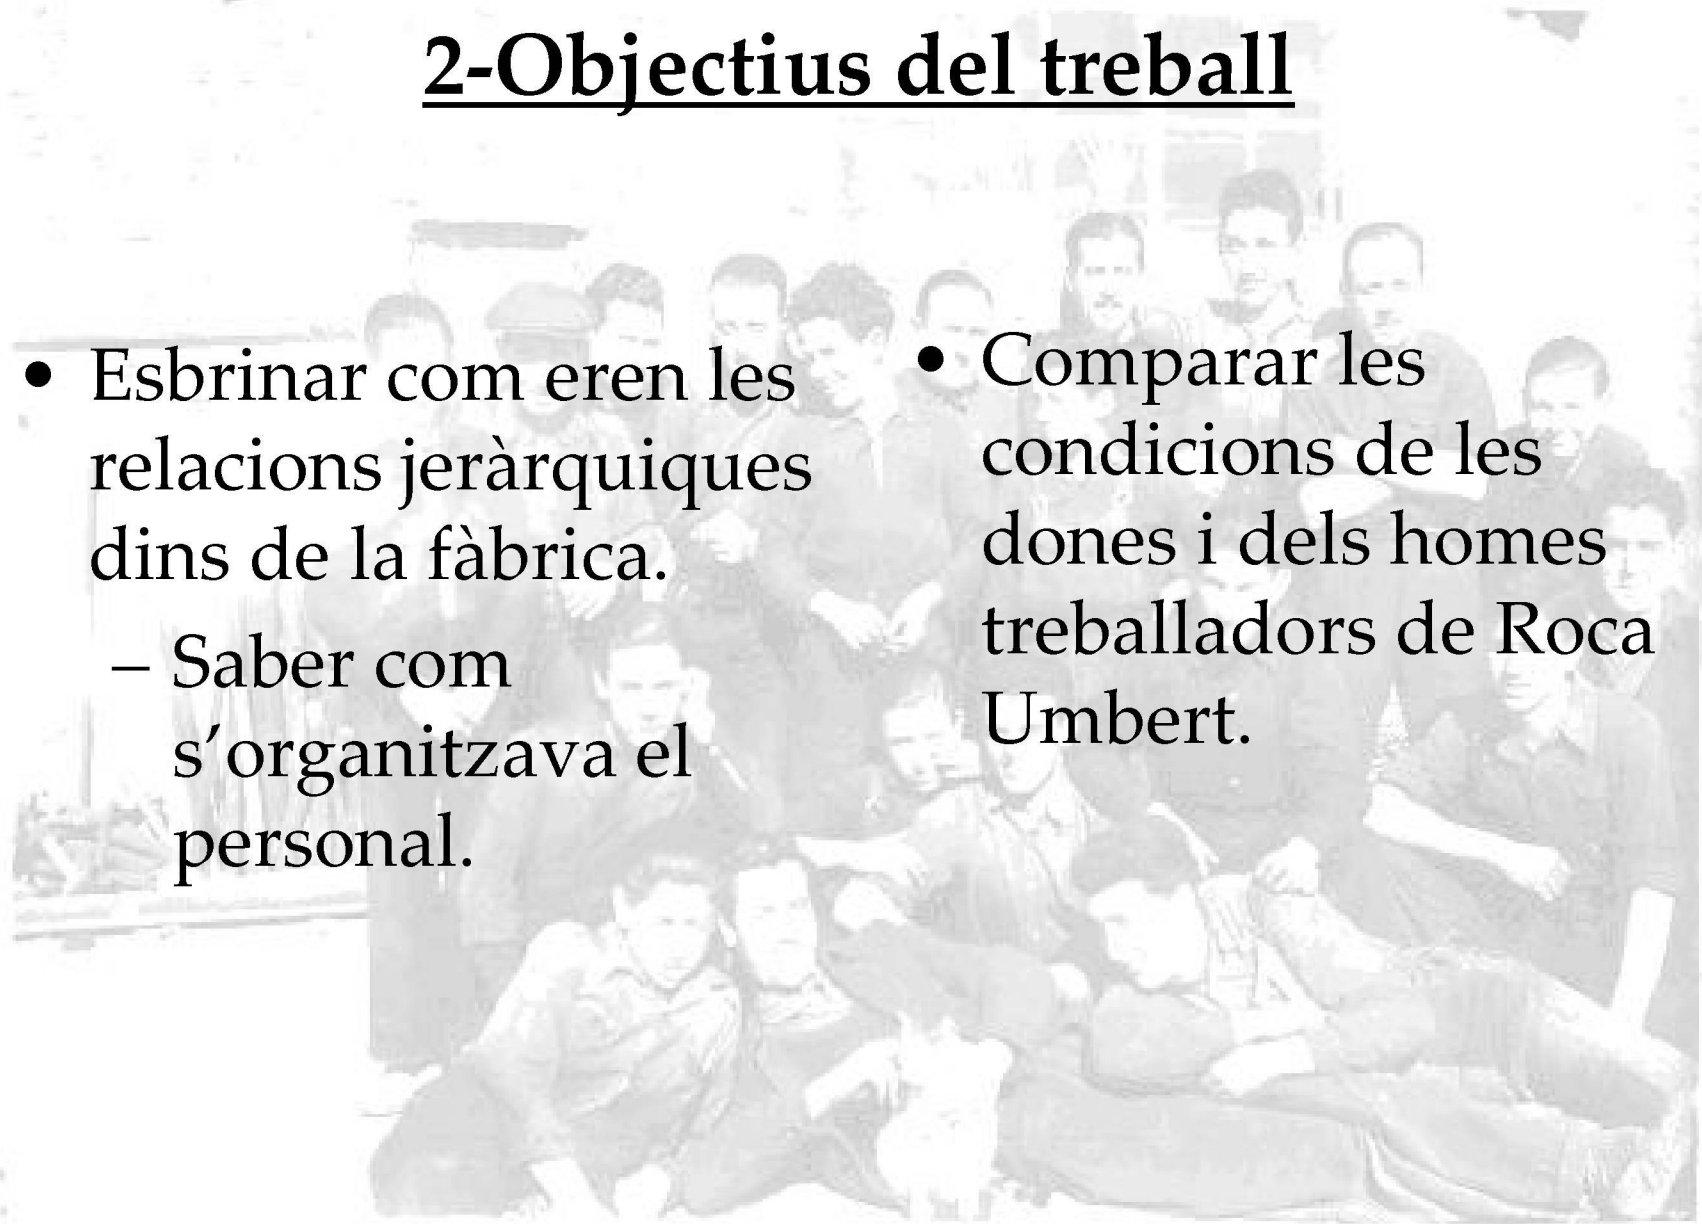 2-Objectius del treball
• Esbrinar com eren les
relacions jeràrquiques
dins de la fàbrica.
– Saber com
s’organitzava el
personal.
• Comparar les
condicions de les
dones i dels homes
treballadors de Roca
Umbert.